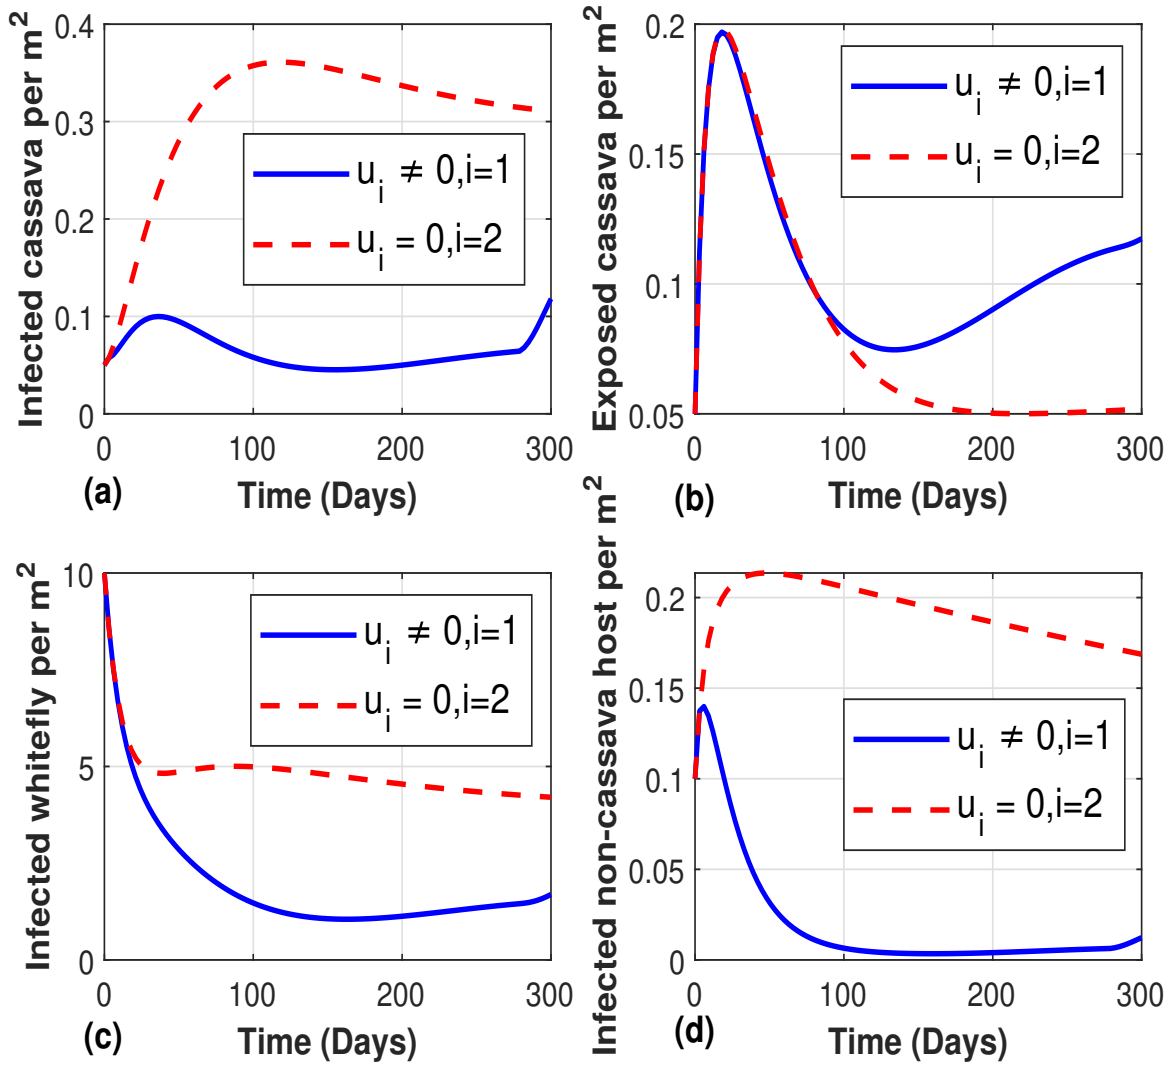 Infected cassava per m²
0.4
0.3
0.2
0.1
0
0
100
200
300
u_i ≠ 0,i=1
u_i = 0,i=2
(a)
Time (Days)
Exposed cassava per m²
0.2
0.15
0.1
0.05
0
100
200
300
u_i ≠ 0,i=1
u_i = 0,i=2
(b)
Time (Days)
Infected whitefly per m²
10
5
0
0
100
200
300
u_i ≠ 0,i=1
u_i = 0,i=2
(c)
Time (Days)
Infected non-cassava host per m²
0.2
0.15
0.1
0.05
0
0
100
200
300
u_i ≠ 0,i=1
u_i = 0,i=2
(d)
Time (Days)